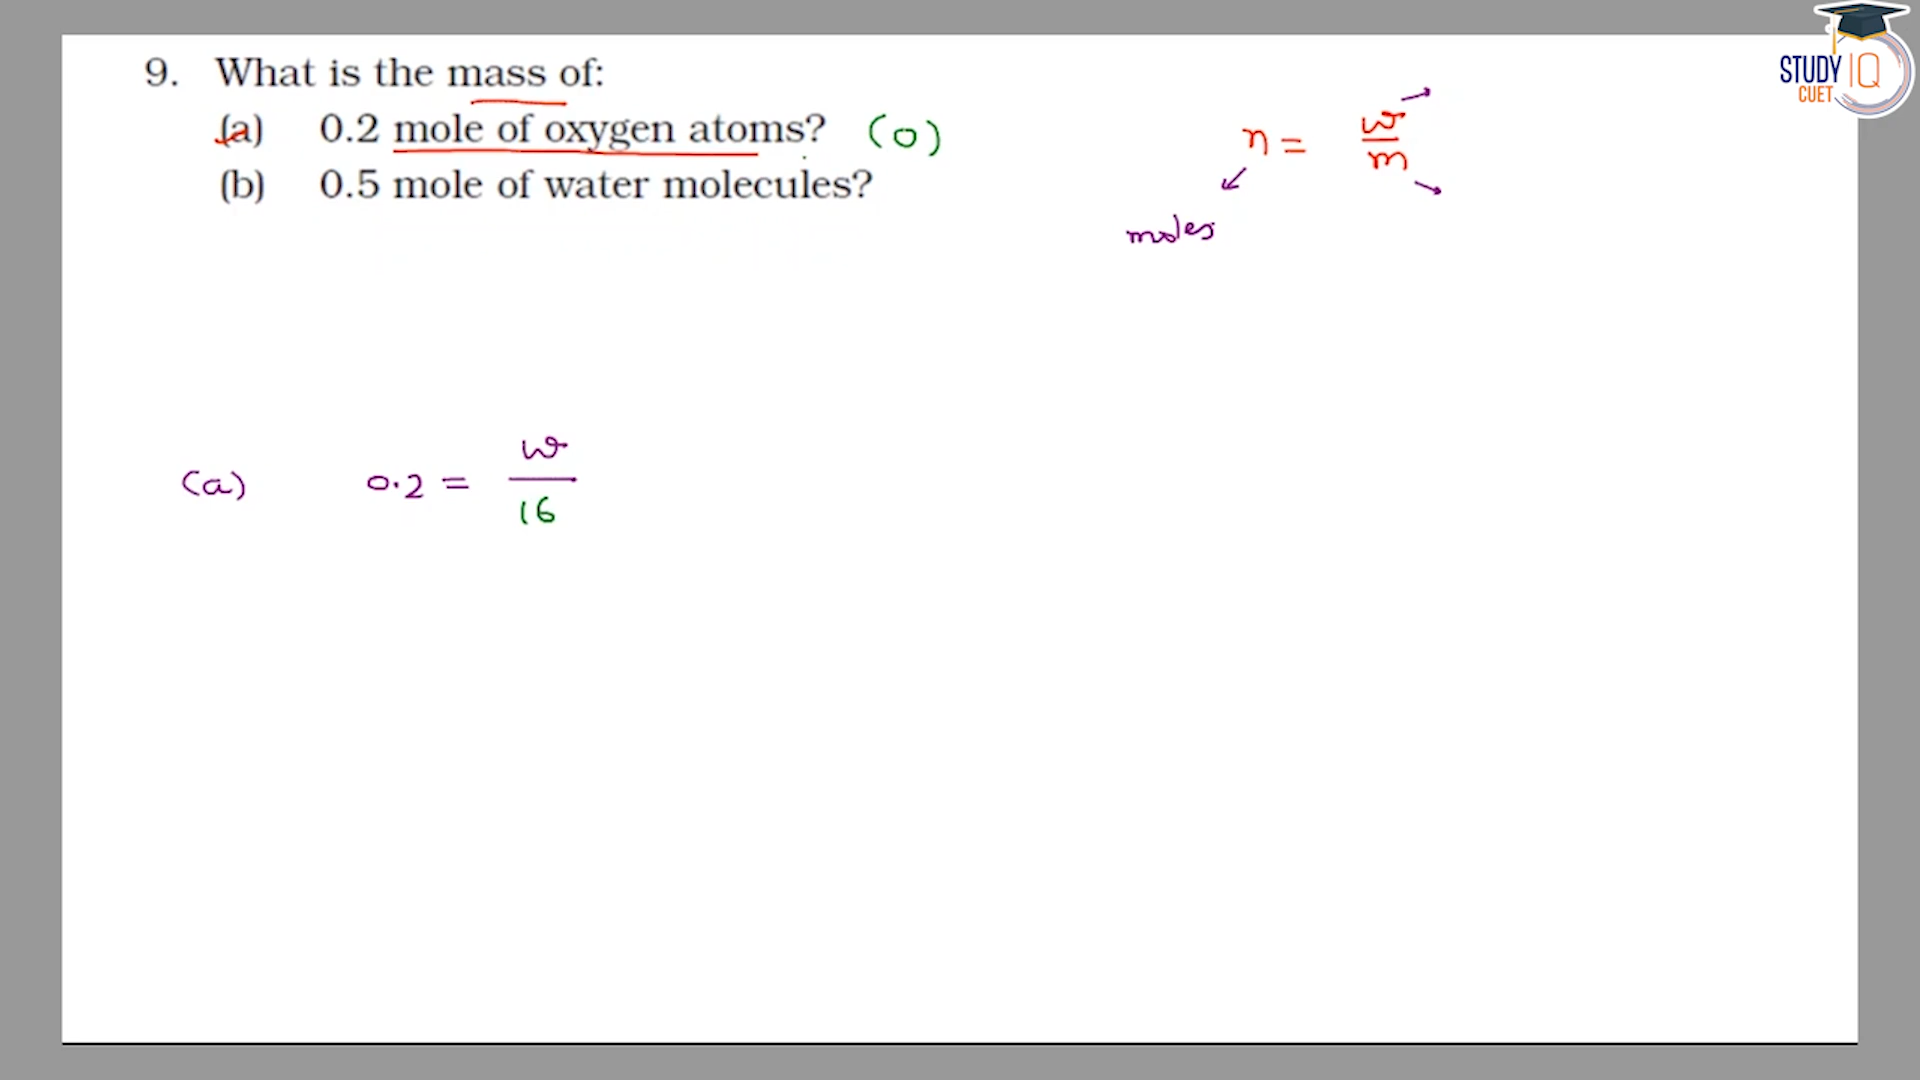 9. What is the mass of:
(a) 0.2 mole of oxygen atoms? (O)
(b) 0.5 mole of water molecules?
n = w/m
moles
(a) 0.2 = w/16
STUDY IQ
CUET